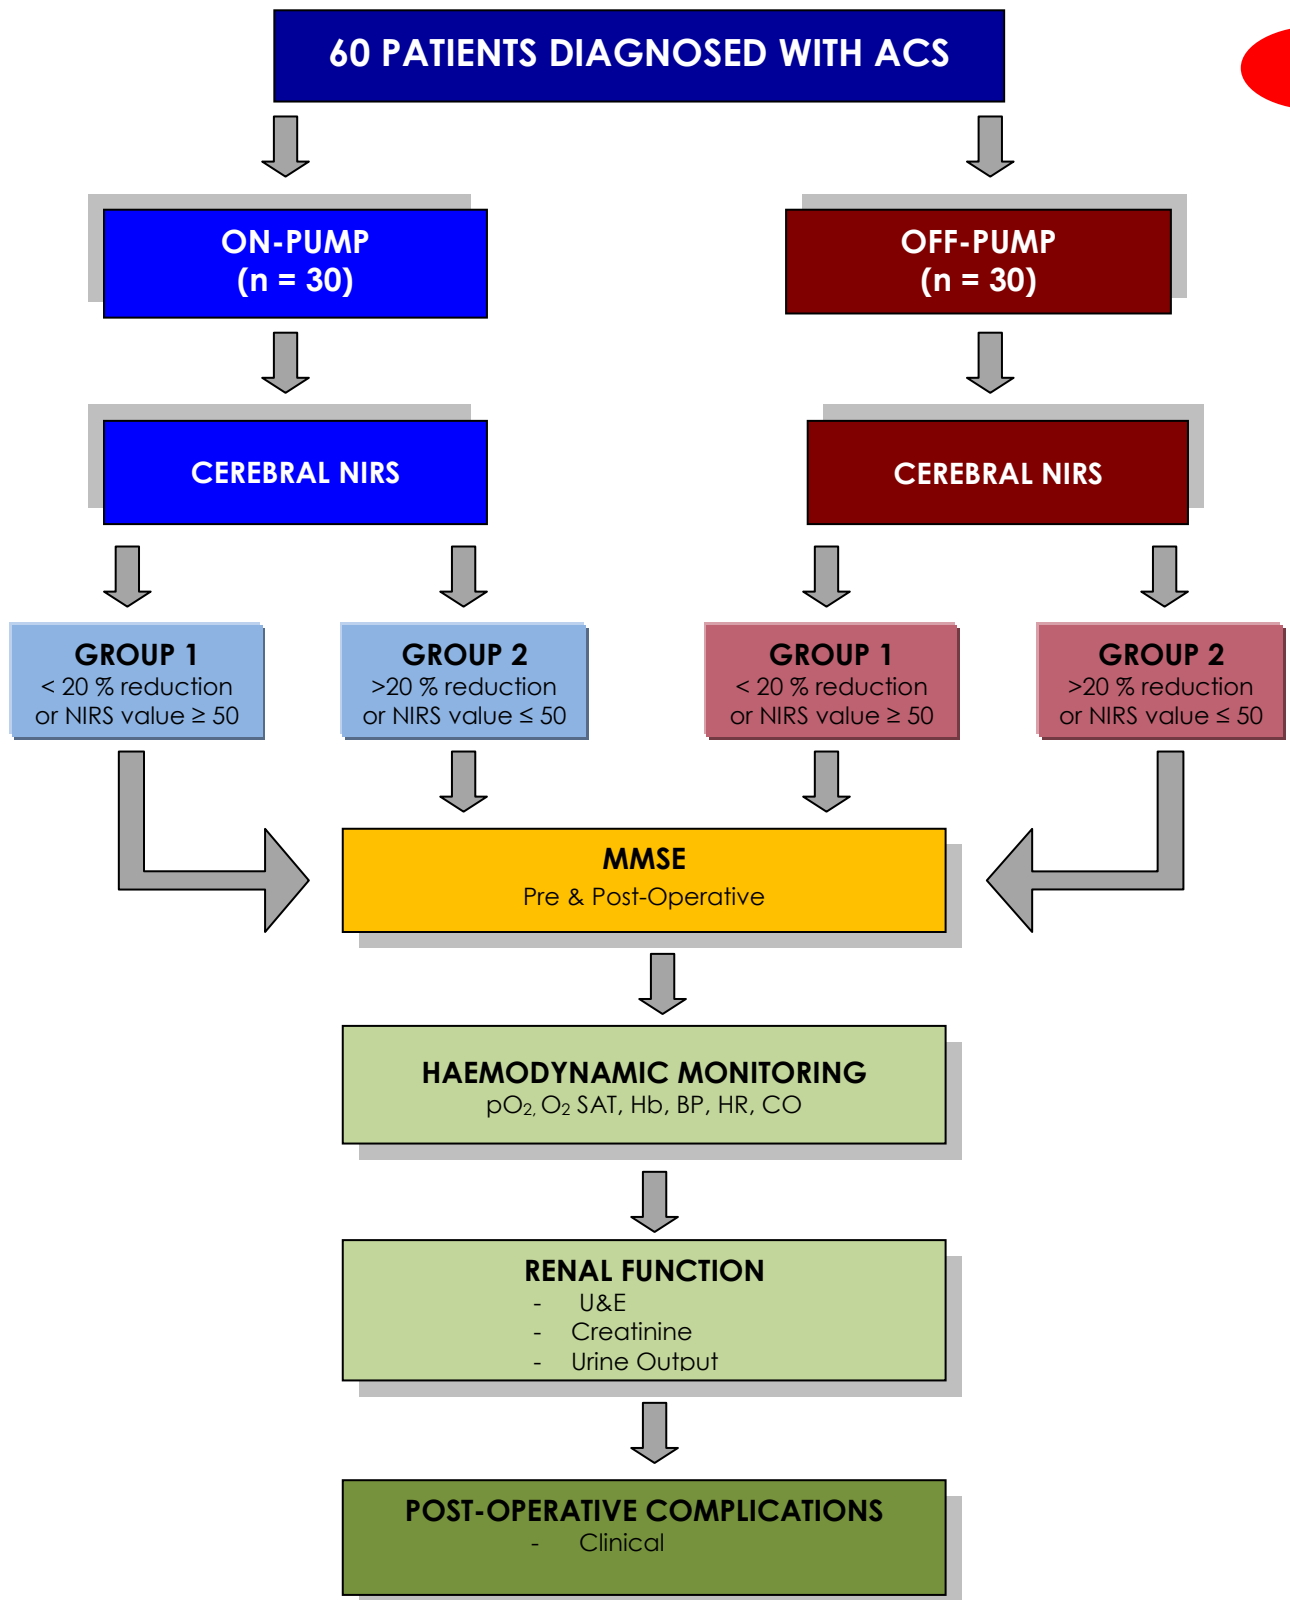 60 PATIENTS DIAGNOSED WITH ACS
ON-PUMP
(n = 30)
OFF-PUMP
(n = 30)
CEREBRAL NIRS
CEREBRAL NIRS
GROUP 1
< 20 % reduction
or NIRS value ≥ 50
GROUP 2
>20 % reduction
or NIRS value ≤ 50
GROUP 1
< 20 % reduction
or NIRS value ≥ 50
GROUP 2
>20 % reduction
or NIRS value ≤ 50
MMSE
Pre & Post-Operative
HAEMODYNAMIC MONITORING
pO₂, O₂ SAT, Hb, BP, HR, CO
RENAL FUNCTION
- U&E
- Creatinine
- Urine Output
POST-OPERATIVE COMPLICATIONS
- Clinical